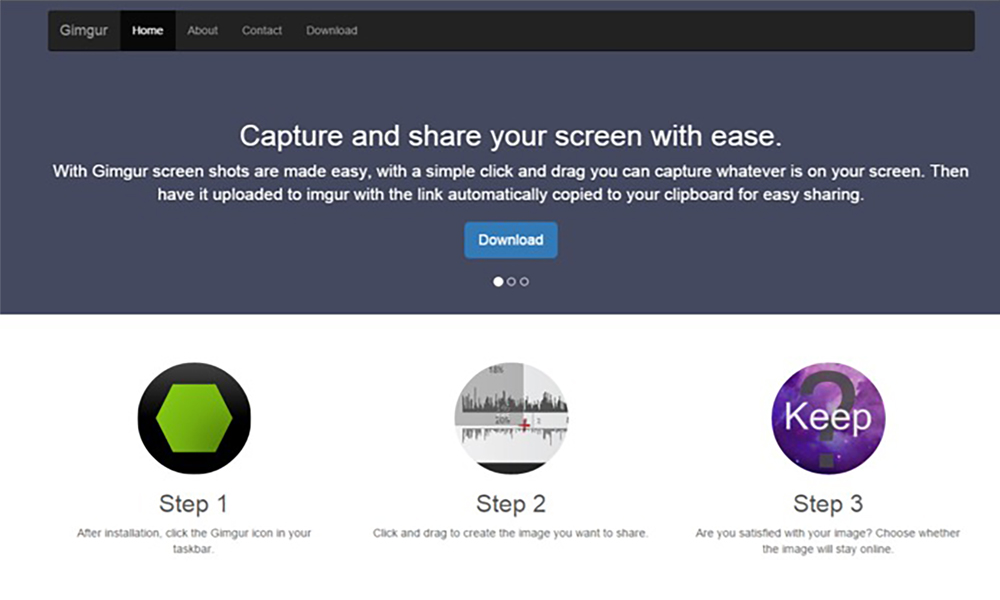 Gimgur Home About Contact Download
Capture and share your screen with ease.
With Gimgur screen shots are made easy, with a simple click and drag you can capture whatever is on your screen. Then
have it uploaded to imgur with the link automatically copied to your clipboard for easy sharing.
Download
18%
20%
Keep
?
Step 1
Step 2
Step 3
After installation, click the Gimgur icon in your
taskbar.
Click and drag to create the image you want to share.
Are you satisfied with your image? Choose whether
the image will stay online.